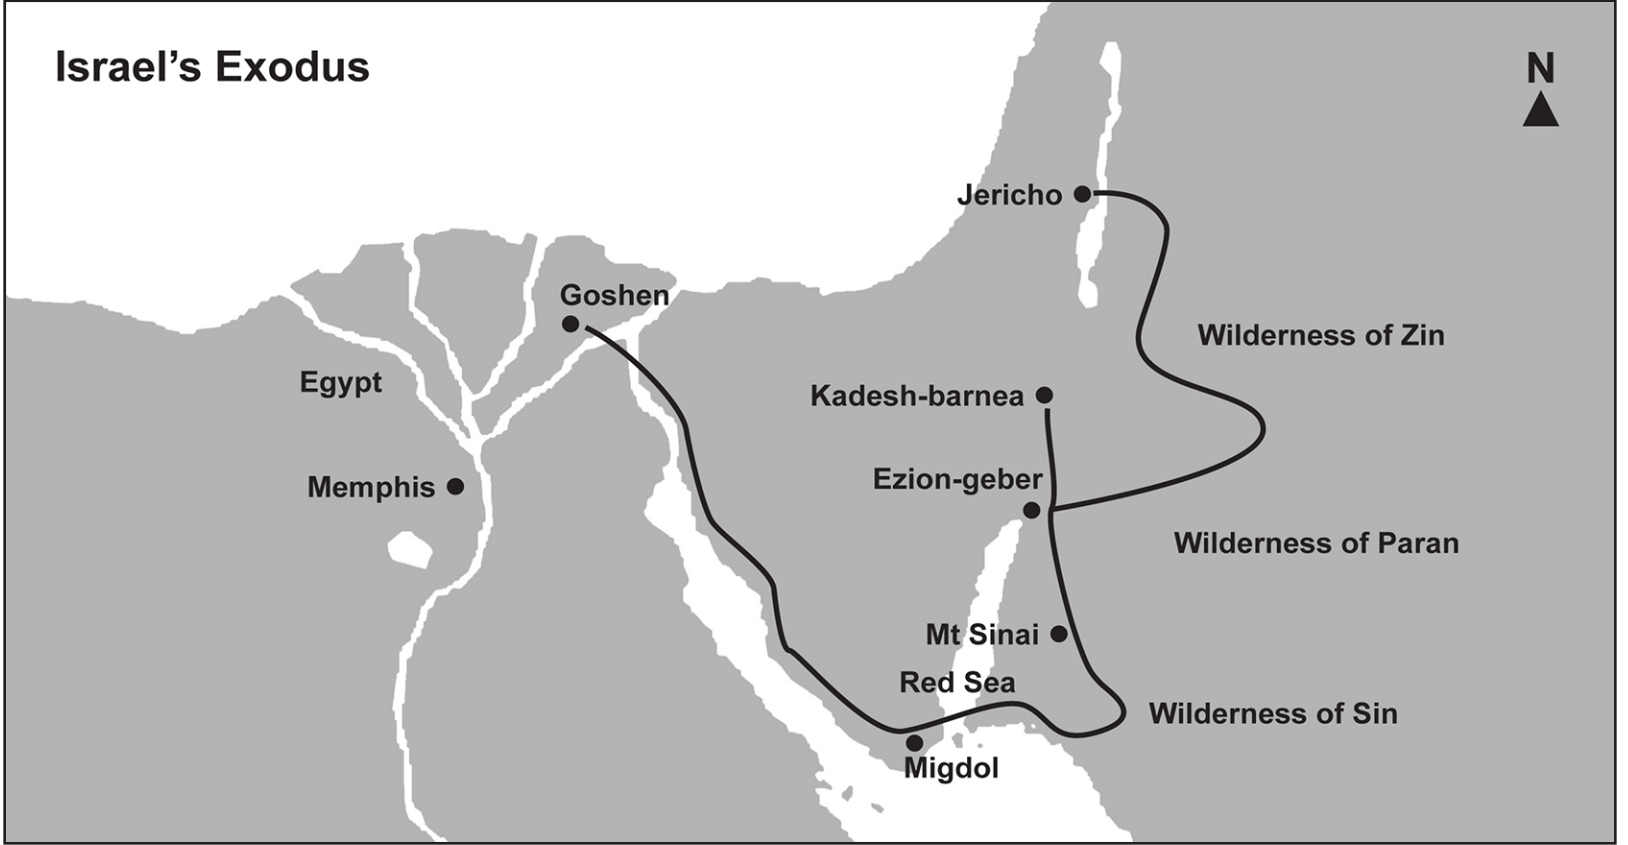 Israel’s Exodus
N
Jericho
Goshen
Wilderness of Zin
Egypt
Kadesh-barnea
Ezion-geber
Memphis
Wilderness of Paran
Mt Sinai
Red Sea
Wilderness of Sin
Migdol